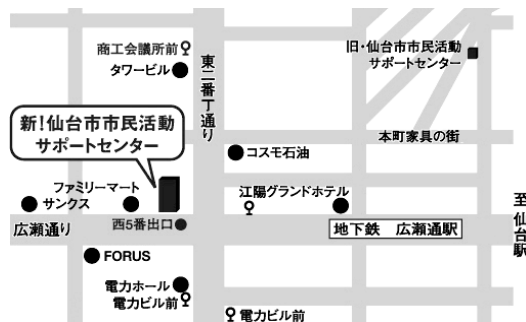 商工会議所前
タワービル
東二番丁通り
旧・仙台市市民活動
サポートセンター
新!仙台市市民活動
サポートセンター
本町家具の街
コスモ石油
ファミリーマート
サンクス
江陽グランドホテル
西5番出口
広瀬通り
地下鉄 広瀬通駅
至仙台駅
FORUS
電力ホール
電力ビル前
電力ビル前